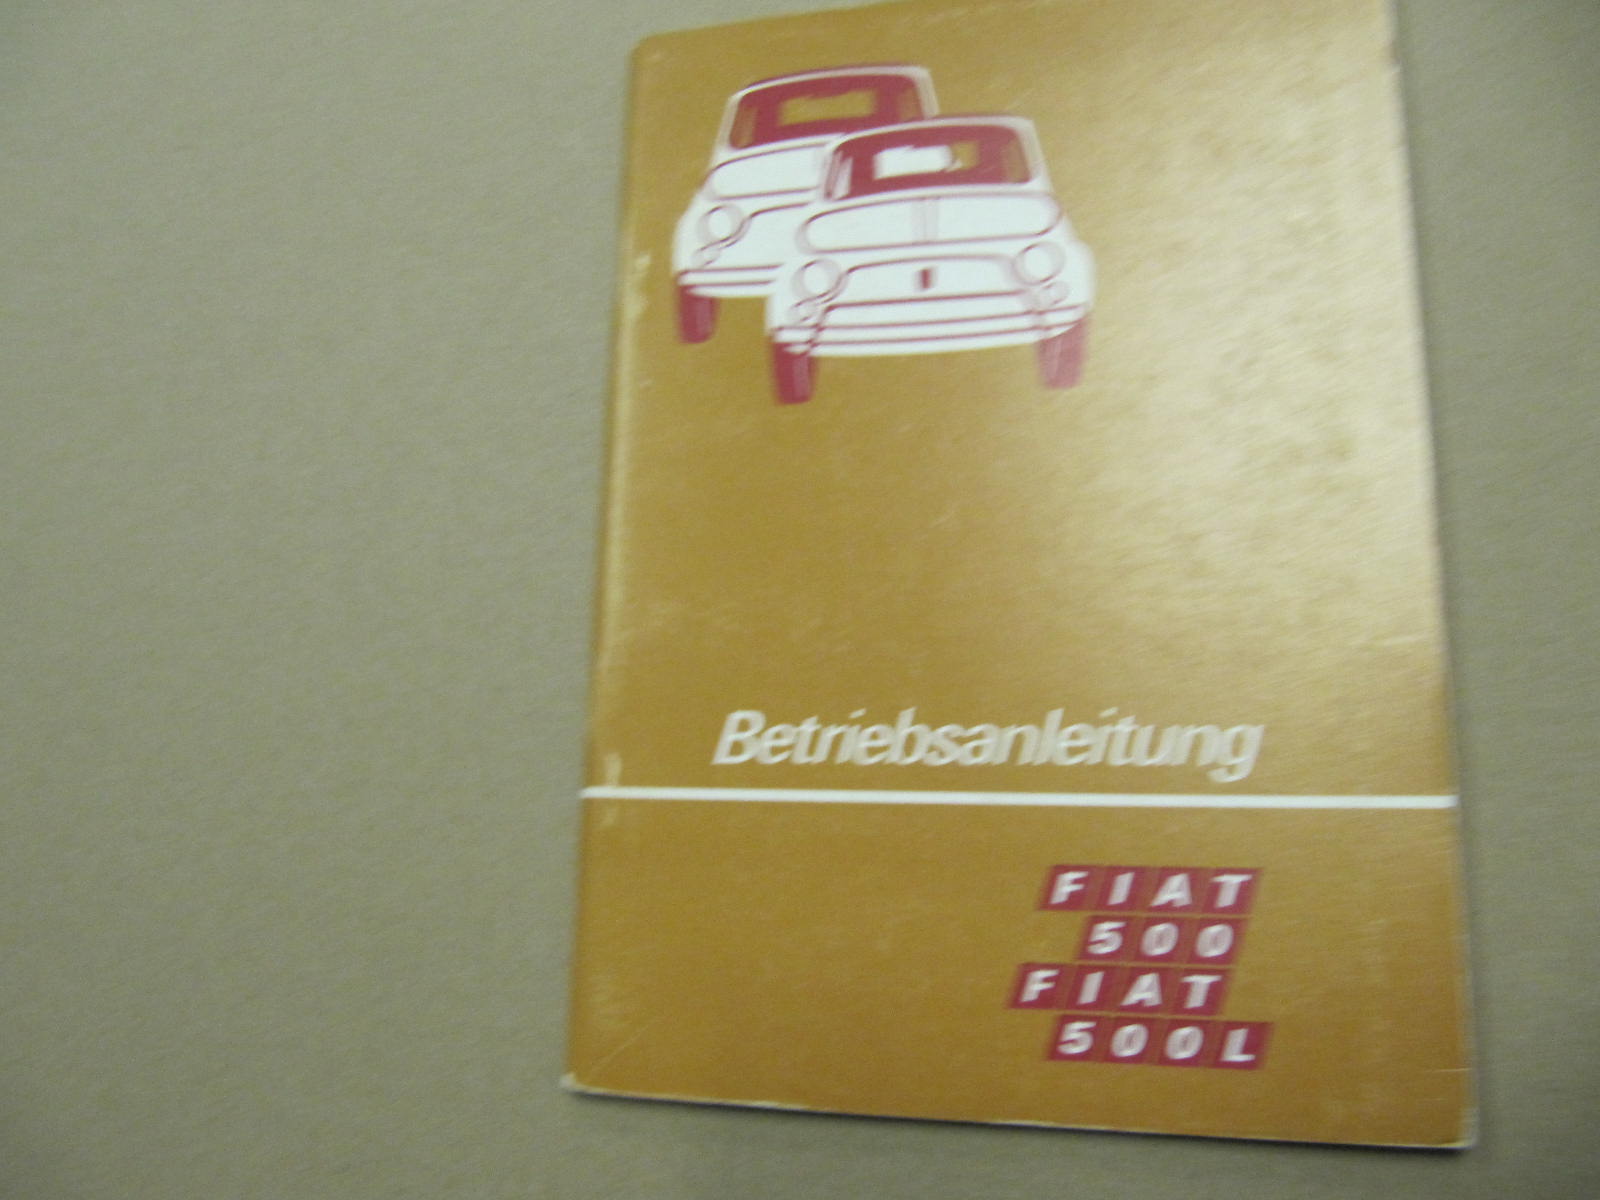 Betriebsanleitung
FIAT
500
FIAT
500L